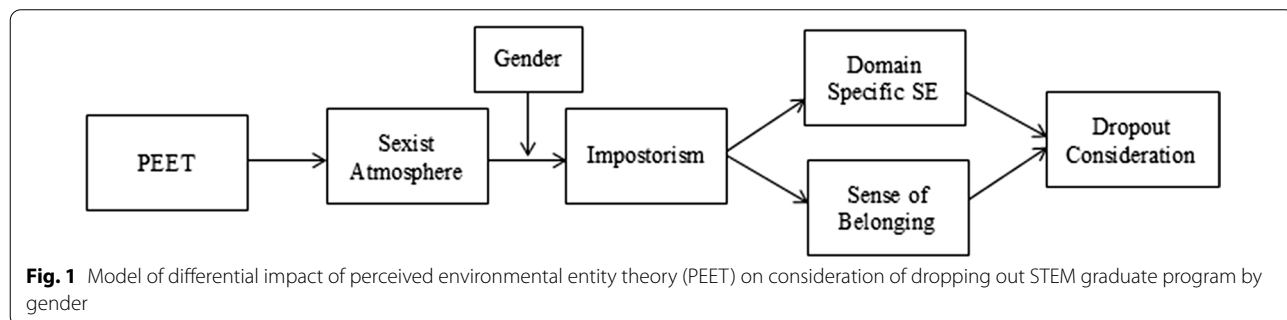 Gender
PEET
Sexist
Atmosphere
Impostorism
Domain
Specific SE
Sense of
Belonging
Dropout
Consideration
Fig. 1 Model of differential impact of perceived environmental entity theory (PEET) on consideration of dropping out STEM graduate program by
gender